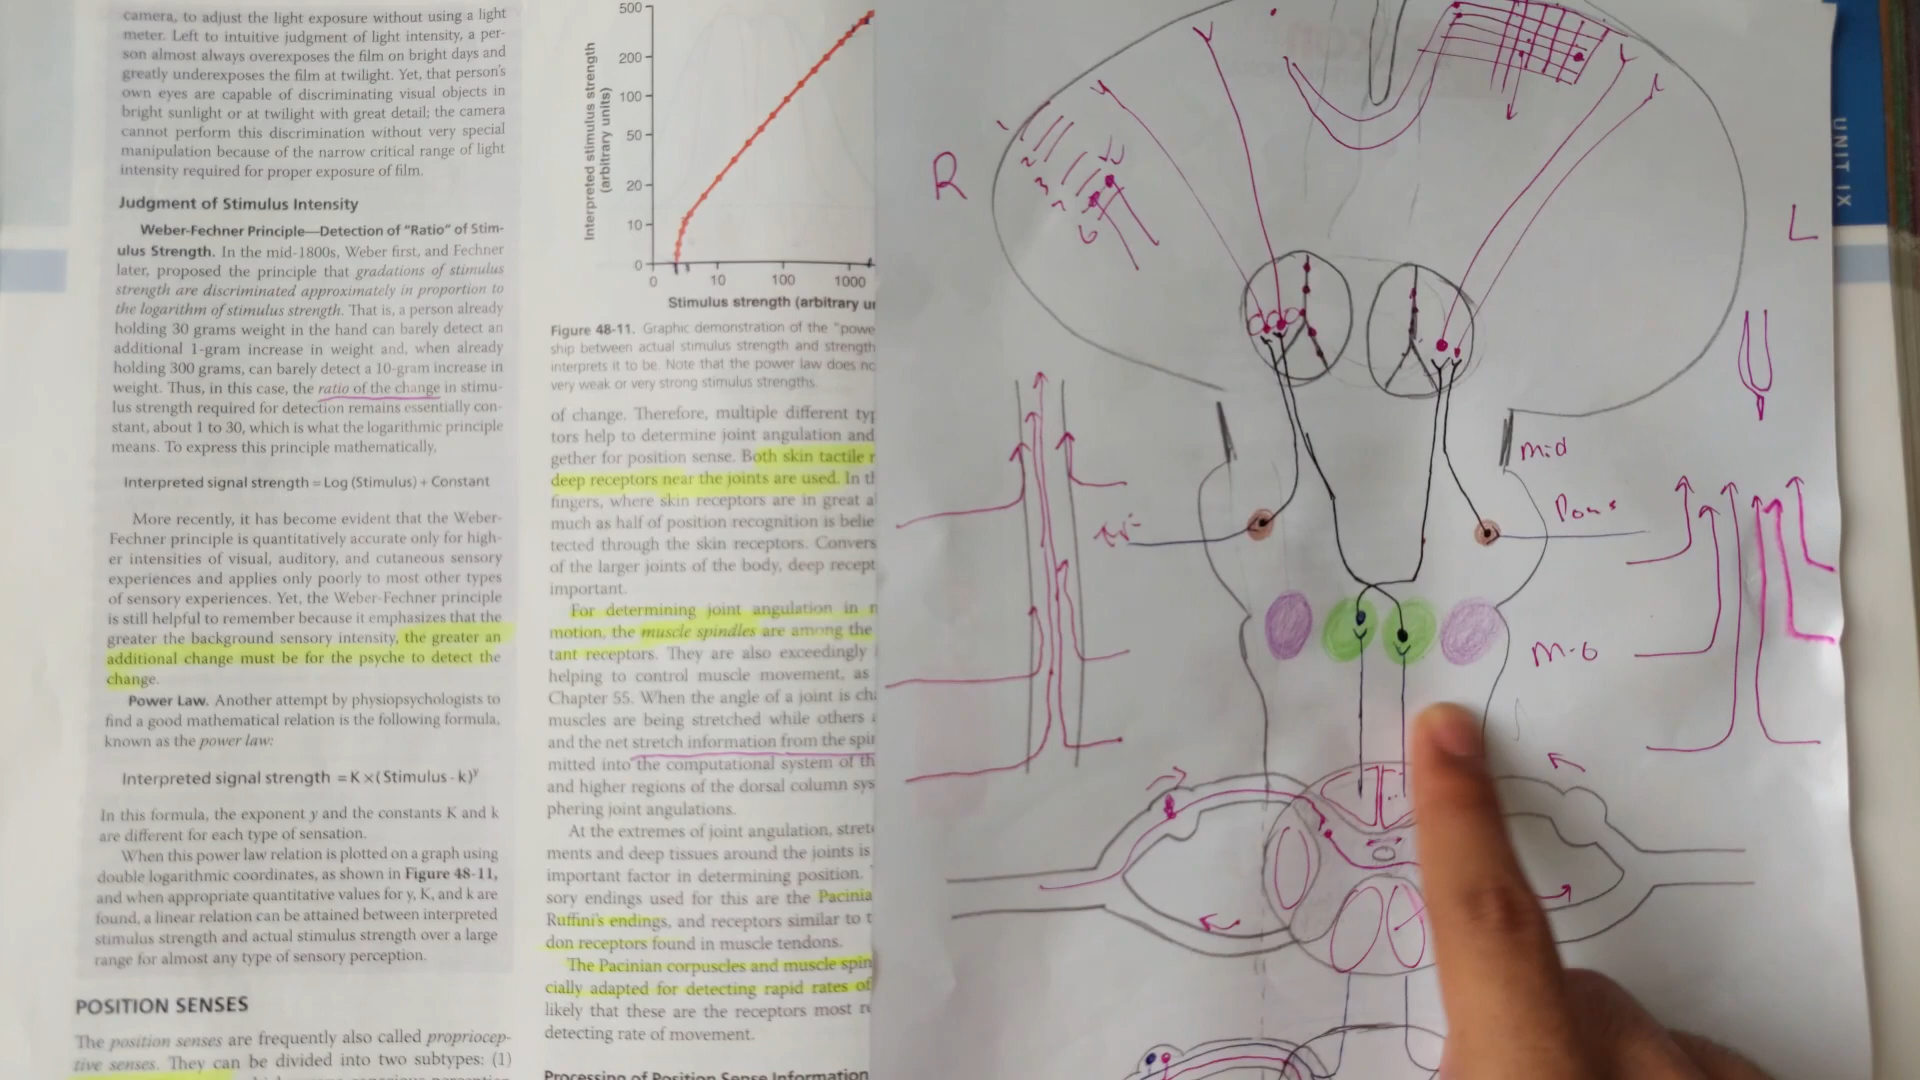 camera, to adjust the light exposure without using a light
meter. Left to intuitive judgment of light intensity, a per-
son almost always overexposes the film on bright days and
greatly underexposes the film at twilight. Yet, that person's
own eyes are capable of discriminating visual objects in
bright sunlight or at twilight with great detail; the camera
cannot perform this discrimination without very special
manipulation because of the narrow critical range of light
intensity required for proper exposure of film.
Judgment of Stimulus Intensity
Weber-Fechner Principle—Detection of "Ratio" of Stim-
ulus Strength. In the mid-1800s, Weber first, and Fechner
later, proposed the principle that gradations of stimulus
strength are discriminated approximately in proportion to
the logarithm of stimulus strength. That is, a person already
holding 30 grams weight in the hand can barely detect an
additional 1-gram increase in weight and, when already
holding 300 grams, can barely detect a 10-gram increase in
weight. Thus, in this case, the ratio of the change in stimu-
lus strength required for detection remains essentially con-
stant, about 1 to 30, which is what the logarithmic principle
means. To express this principle mathematically,
Interpreted signal strength = Log (Stimulus) + Constant
More recently, it has become evident that the Weber-
Fechner principle is quantitatively accurate only for high-
er intensities of visual, auditory, and cutaneous sensory
experiences and applies only poorly to most other types
of sensory experiences. Yet, the Weber-Fechner principle
is still helpful to remember because it emphasizes that the
greater the background sensory intensity, the greater an
additional change must be for the psyche to detect the
change.
Power Law. Another attempt by physiopsychologists to
find a good mathematical relation is the following formula,
known as the power law:
Interpreted signal strength = K × (Stimulus - k)ʸ
In this formula, the exponent y and the constants K and k
are different for each type of sensation.
When this power law relation is plotted on a graph using
double logarithmic coordinates, as shown in Figure 48-11,
and when appropriate quantitative values for y, K, and k are
found, a linear relation can be attained between interpreted
stimulus strength and actual stimulus strength over a large
range for almost any type of sensory perception.
POSITION SENSES
The position senses are frequently also called propriocep-
tive senses. They can be divided into two subtypes: (1)
500
200
100
50
20
10
0
Interpreted stimulus strength
(arbitrary units)
0 10 100 1000
Stimulus strength (arbitrary
Figure 48-11. Graphic demonstration of the "powe
ship between actual stimulus strength and strength
interprets it to be. Note that the power law does
very weak or very strong stimulus strengths.
of change. Therefore, multiple different
tors help to determine joint angulation and
gether for position sense. Both skin tactile
deep receptors near the joints are used. In
fingers, where skin receptors are in great
much as half of position recognition is belie
tected through the skin receptors. Convers
of the larger joints of the body, deep recept
important.
For determining joint angulation in
motion, the muscle spindles are among the
tant receptors. They are also exceedingly
helping to control muscle movement, as
Chapter 55. When the angle of a joint is
muscles are being stretched while others
and the net stretch information from the spi
mitted into the computational system of
and higher regions of the dorsal column sys
phering joint angulations.
At the extremes of joint angulation, stret
ments and deep tissues around the joints is
important factor in determining position.
sory endings used for this are the Pacinia
Ruffini's endings, and receptors similar to
don receptors found in muscle tendons.
The Pacinian corpuscles and muscle spin
cially adapted for detecting rapid rates of
likely that these are the receptors most
detecting rate of movement.
Processing of Position Sense Information
UNIT IX
R
L
6
mid
Pons
M-o